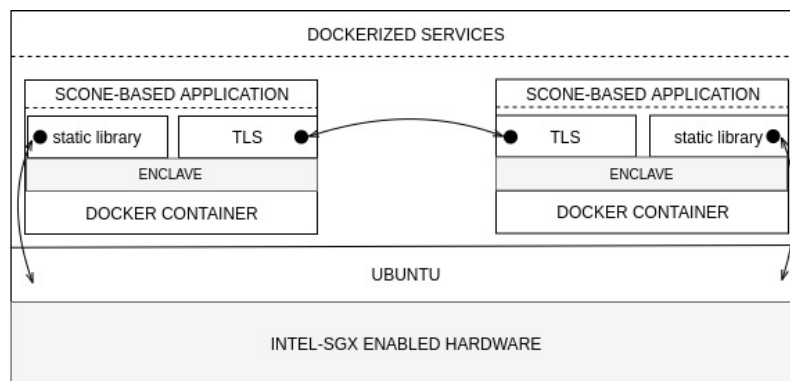 DOCKERIZED SERVICES
SCONE-BASED APPLICATION
static library
TLS
ENCLAVE
DOCKER CONTAINER
SCONE-BASED APPLICATION
TLS
static library
ENCLAVE
DOCKER CONTAINER
UBUNTU
INTEL-SGX ENABLED HARDWARE